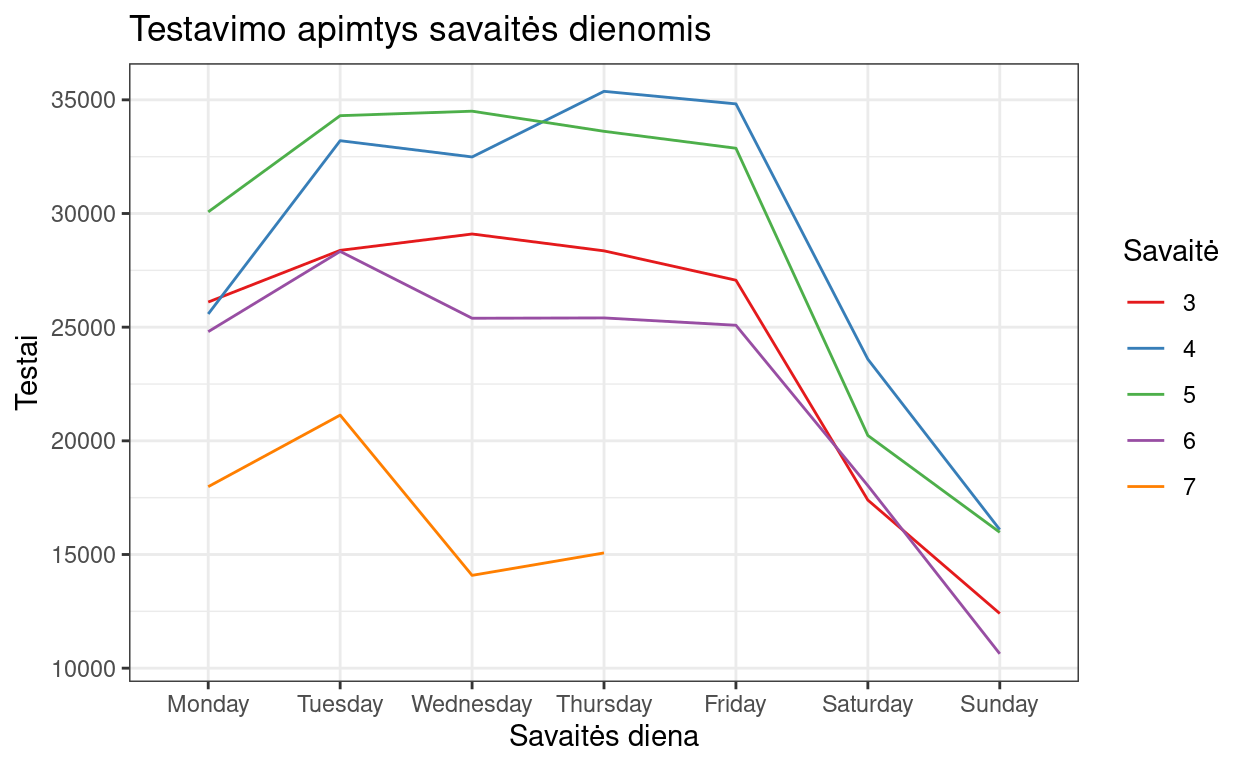 Testavimo apimtys savaitės dienomis
Testai
35000
30000
25000
20000
15000
10000
Monday Tuesday Wednesday Thursday Friday Saturday Sunday
Savaitės diena
Savaitė
3
4
5
6
7